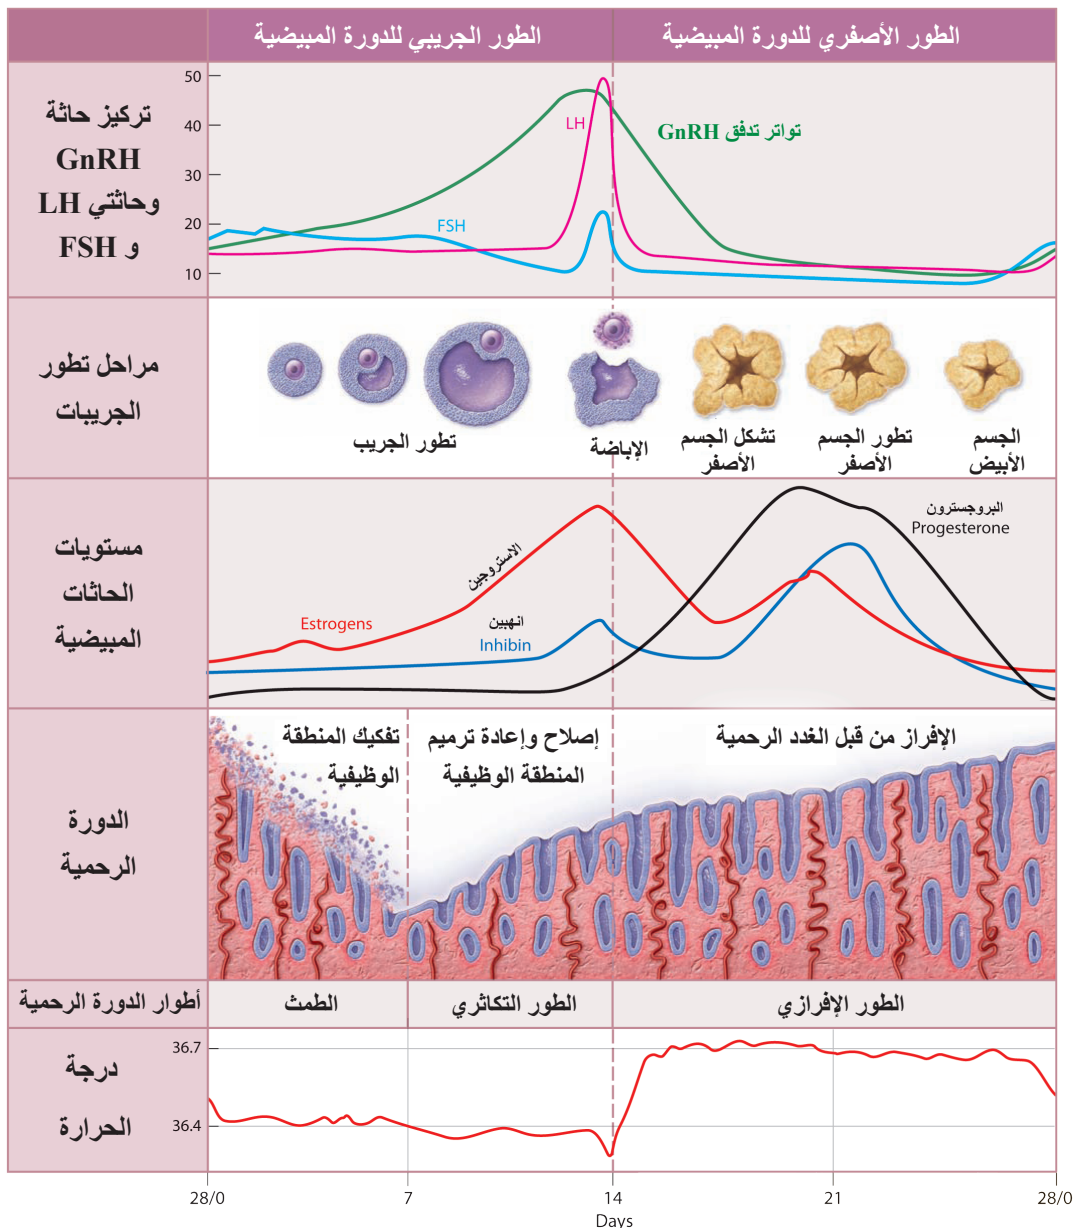 الطور الجريبي للدورة المبيضية
الطور الأصفري للدورة المبيضية
تركيز حاثة
GnRH
وحاثتي LH
و FSH
50
40
30
20
10
LH
تواتر تدفق GnRH
FSH
مراحل تطور
الجريبات
تطور الجريب
الإباضة
تشكل الجسم
الأصفر
تطور الجسم
الأصفر
الجسم
الأبيض
مستويات
الحاثات
المبيضية
Estrogens
الاستروجين
انهبين
Inhibin
البروجسترون
Progesterone
الدورة
الرحمية
تفكيك المنطقة
الوظيفية
إصلاح وإعادة ترميم
المنطقة الوظيفية
الإفراز من قبل الغدد الرحمية
أطوار الدورة الرحمية
الطمث
الطور التكاثري
الطور الإفرازي
درجة
الحرارة
36.7
36.4
28/0
7
14
21
28/0
Days